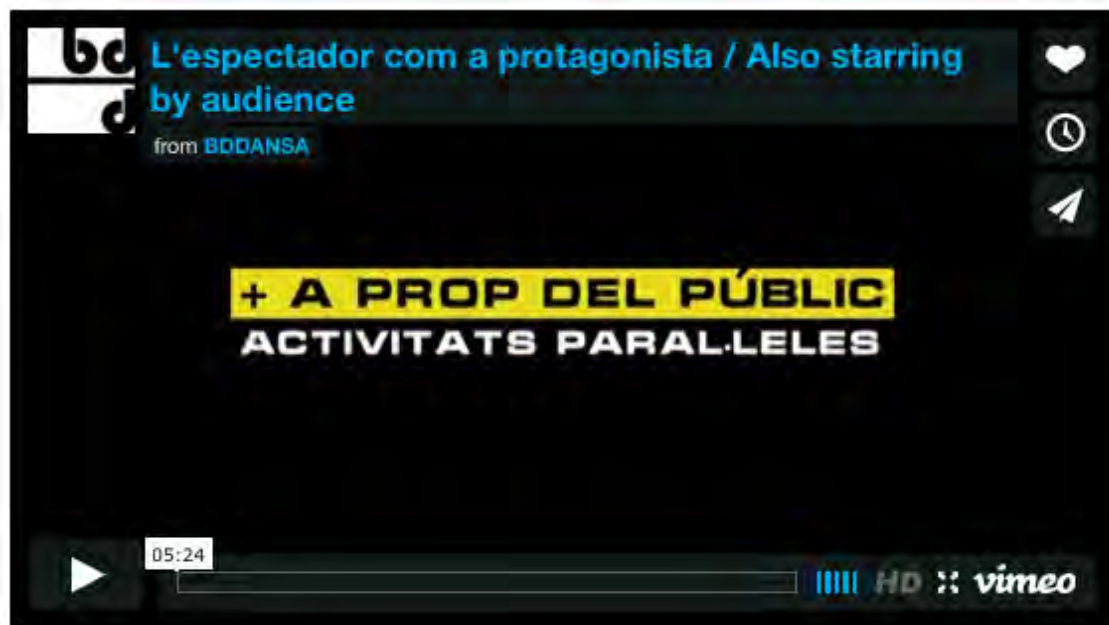 bd
d
L'espectador com a protagonista / Also starring
by audience
from BDDANSA
+ A PROP DEL PÚBLIC
ACTIVITATS PARAL·LELES
05:24
HD vimeo